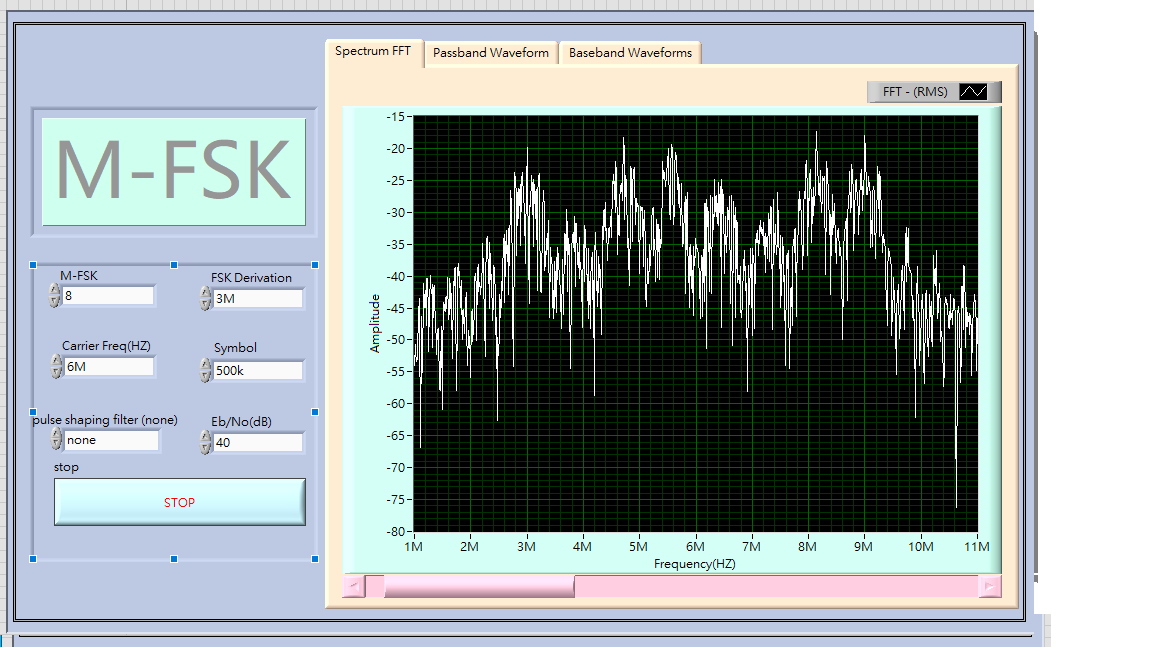 Spectrum FFT
Passband Waveform
Baseband Waveforms
FFT - (RMS)
M-FSK
M-FSK
8
FSK Derivation
3M
Carrier Freq(HZ)
6M
Symbol
500k
pulse shaping filter (none)
none
Eb/No(dB)
40
stop
STOP
Amplitude
-15
-20
-25
-30
-35
-40
-45
-50
-55
-60
-65
-70
-75
-80
1M 2M 3M 4M 5M 6M 7M 8M 9M 10M 11M
Frequency(HZ)